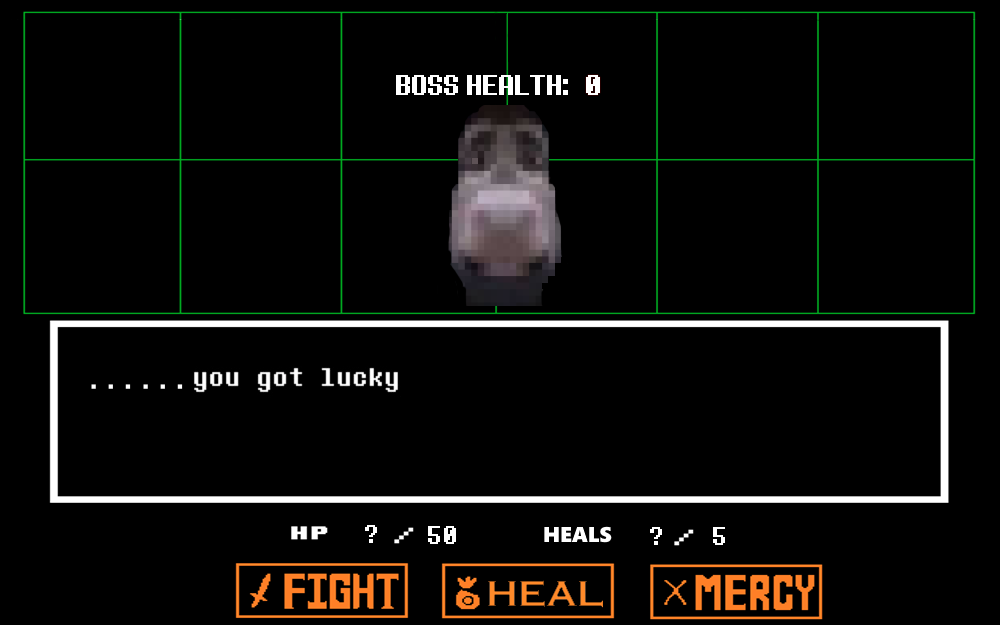 BOSS HEALTH: 0
......you got lucky
HP ? / 50 HEALS ? / 5
FIGHT HEAL MERCY